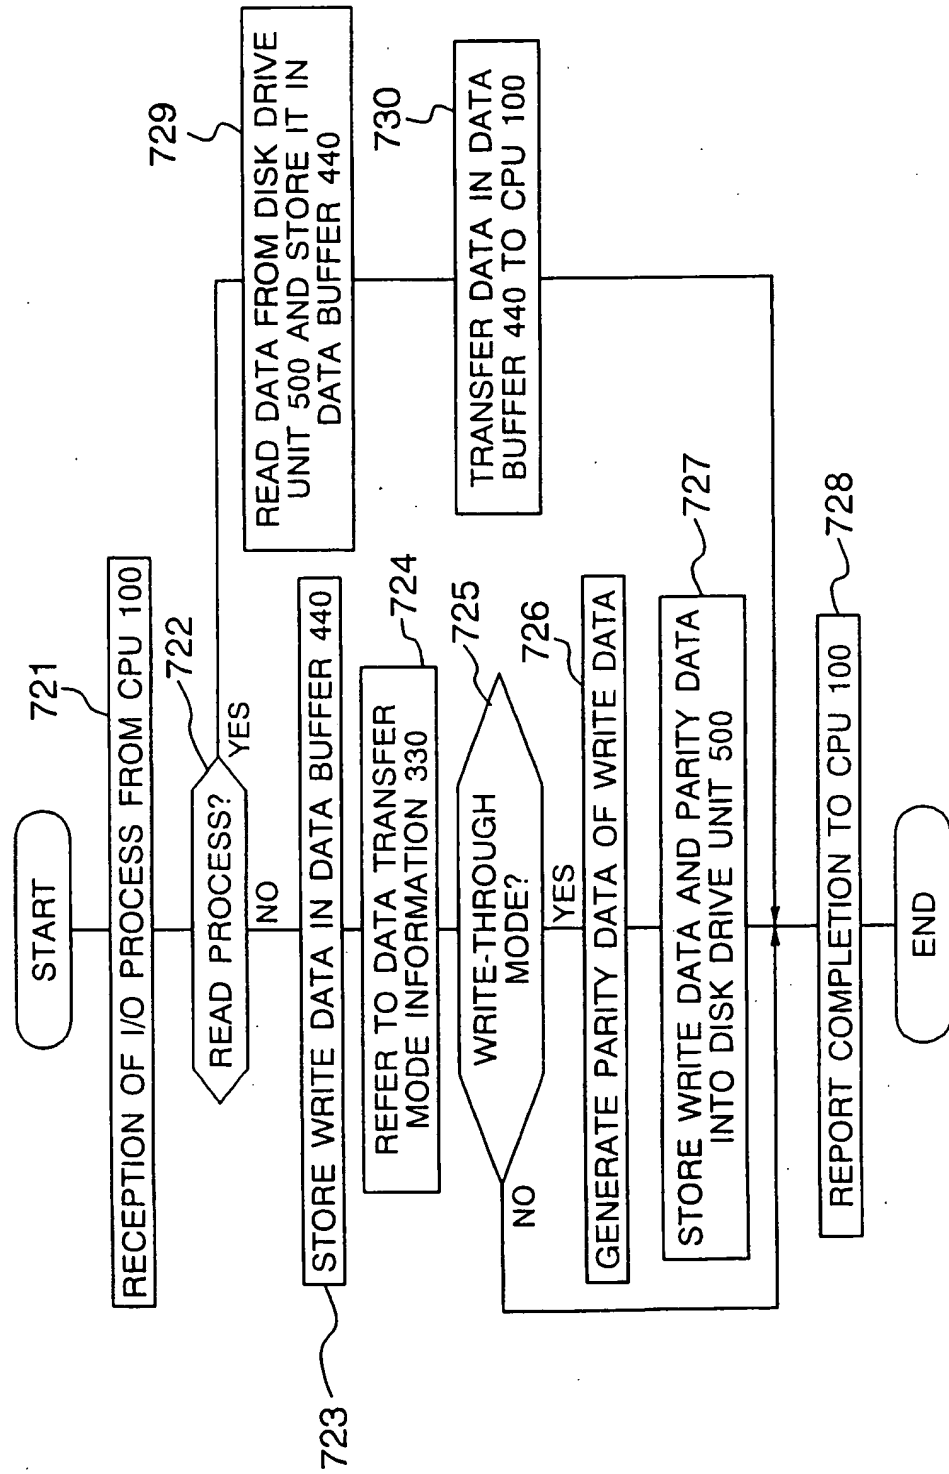 START
721
RECEPTION OF I/O PROCESS FROM CPU 100
722
READ PROCESS?
YES
NO
729
READ DATA FROM DISK DRIVE
UNIT 500 AND STORE IT IN
DATA BUFFER 440
723
STORE WRITE DATA IN DATA BUFFER 440
724
REFER TO DATA TRANSFER
MODE INFORMATION 330
730
TRANSFER DATA IN DATA
BUFFER 440 TO CPU 100
725
WRITE-THROUGH
MODE?
NO
YES
726
GENERATE PARITY DATA OF WRITE DATA
727
STORE WRITE DATA AND PARITY DATA
INTO DISK DRIVE UNIT 500
728
REPORT COMPLETION TO CPU 100
END